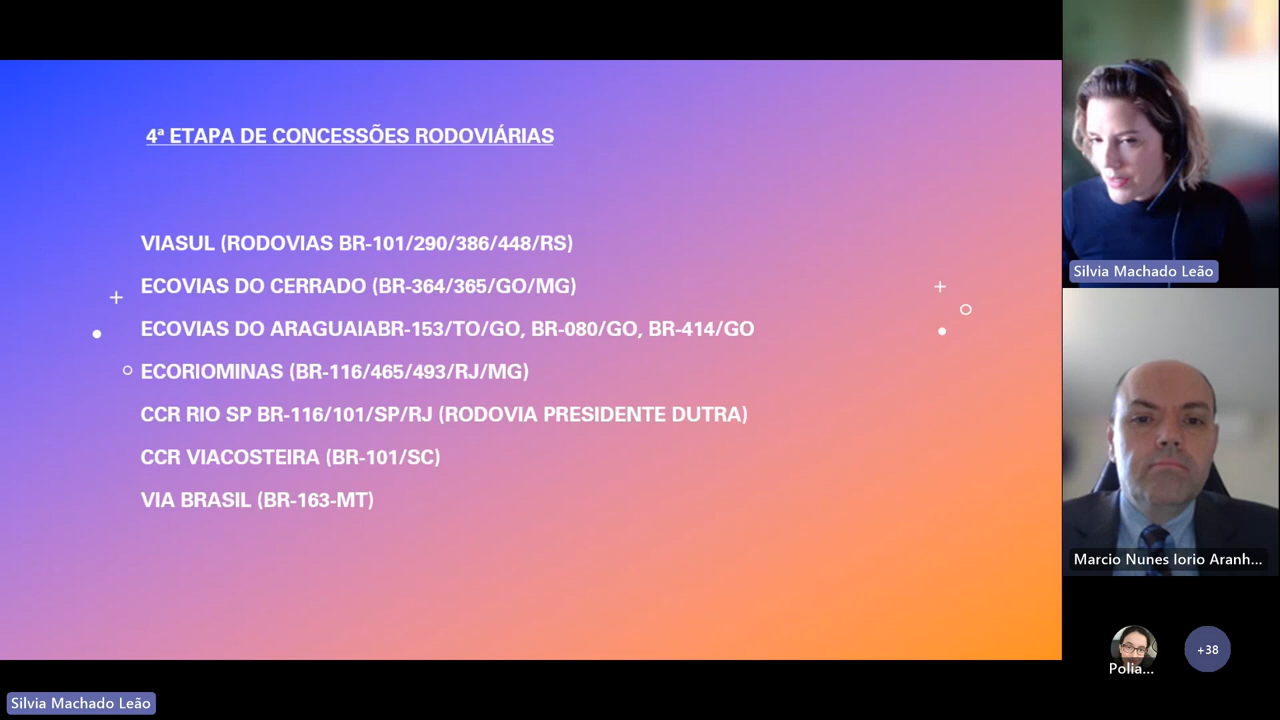 4ª ETAPA DE CONCESSÕES RODOVIÁRIAS
VIASUL (RODOVIAS BR-101/290/386/448/RS)
ECOVIAS DO CERRADO (BR-364/365/GO/MG)
ECOVIAS DO ARAGUAIABR-153/TO/GO, BR-080/GO, BR-414/GO
ECORIOMINAS (BR-116/465/493/RJ/MG)
CCR RIO SP BR-116/101/SP/RJ (RODOVIA PRESIDENTE DUTRA)
CCR VIACOSTEIRA (BR-101/SC)
VIA BRASIL (BR-163-MT)
Silvia Machado Leão
Marcio Nunes Iorio Aranh...
Polia...
+38
Silvia Machado Leão